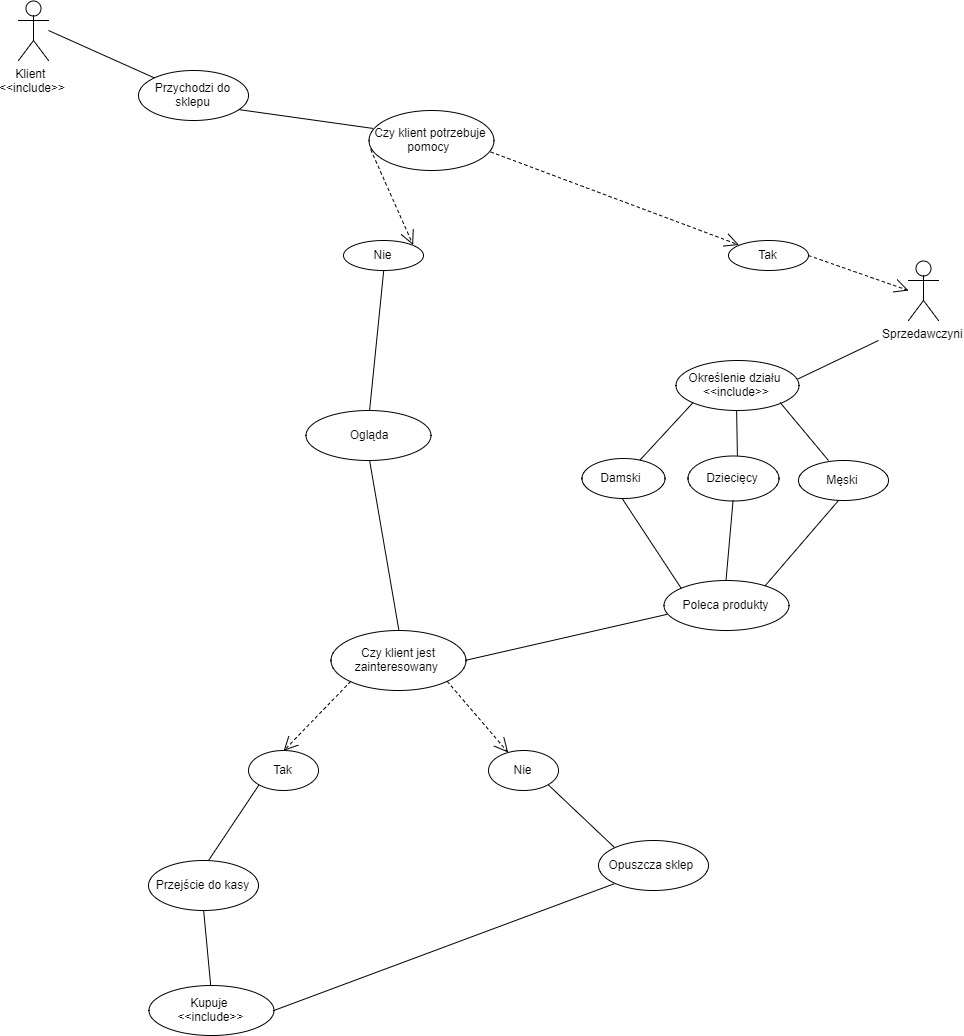 Klient
<<include>>
Przychodzi do
sklepu
Czy klient potrzebuje
pomocy
Nie
Tak
Sprzedawczyni
Określenie działu
<<include>>
Ogląda
Damski
Dziecięcy
Męski
Poleca produkty
Czy klient jest
zainteresowany
Tak
Nie
Opuszcza sklep
Przejście do kasy
Kupuje
<<include>>